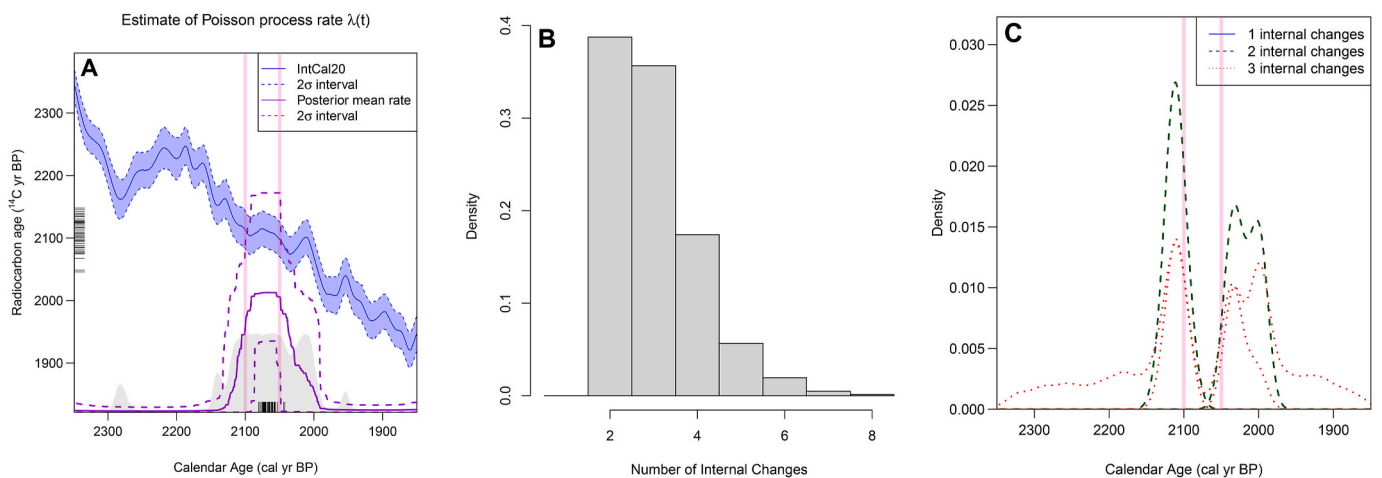 Estimate of Poisson process rate λ(t)
A
IntCal20
2σ interval
Posterior mean rate
2σ interval
Radiocarbon age (¹⁴C yr BP)
2300
2200
2100
2000
1900
2300 2200 2100 2000 1900
Calendar Age (cal yr BP)
B
Density
0.4
0.3
0.2
0.1
0.0
2 4 6 8
Number of Internal Changes
C
1 internal changes
2 internal changes
3 internal changes
Density
0.030
0.025
0.020
0.015
0.010
0.005
0.000
2300 2200 2100 2000 1900
Calendar Age (cal yr BP)